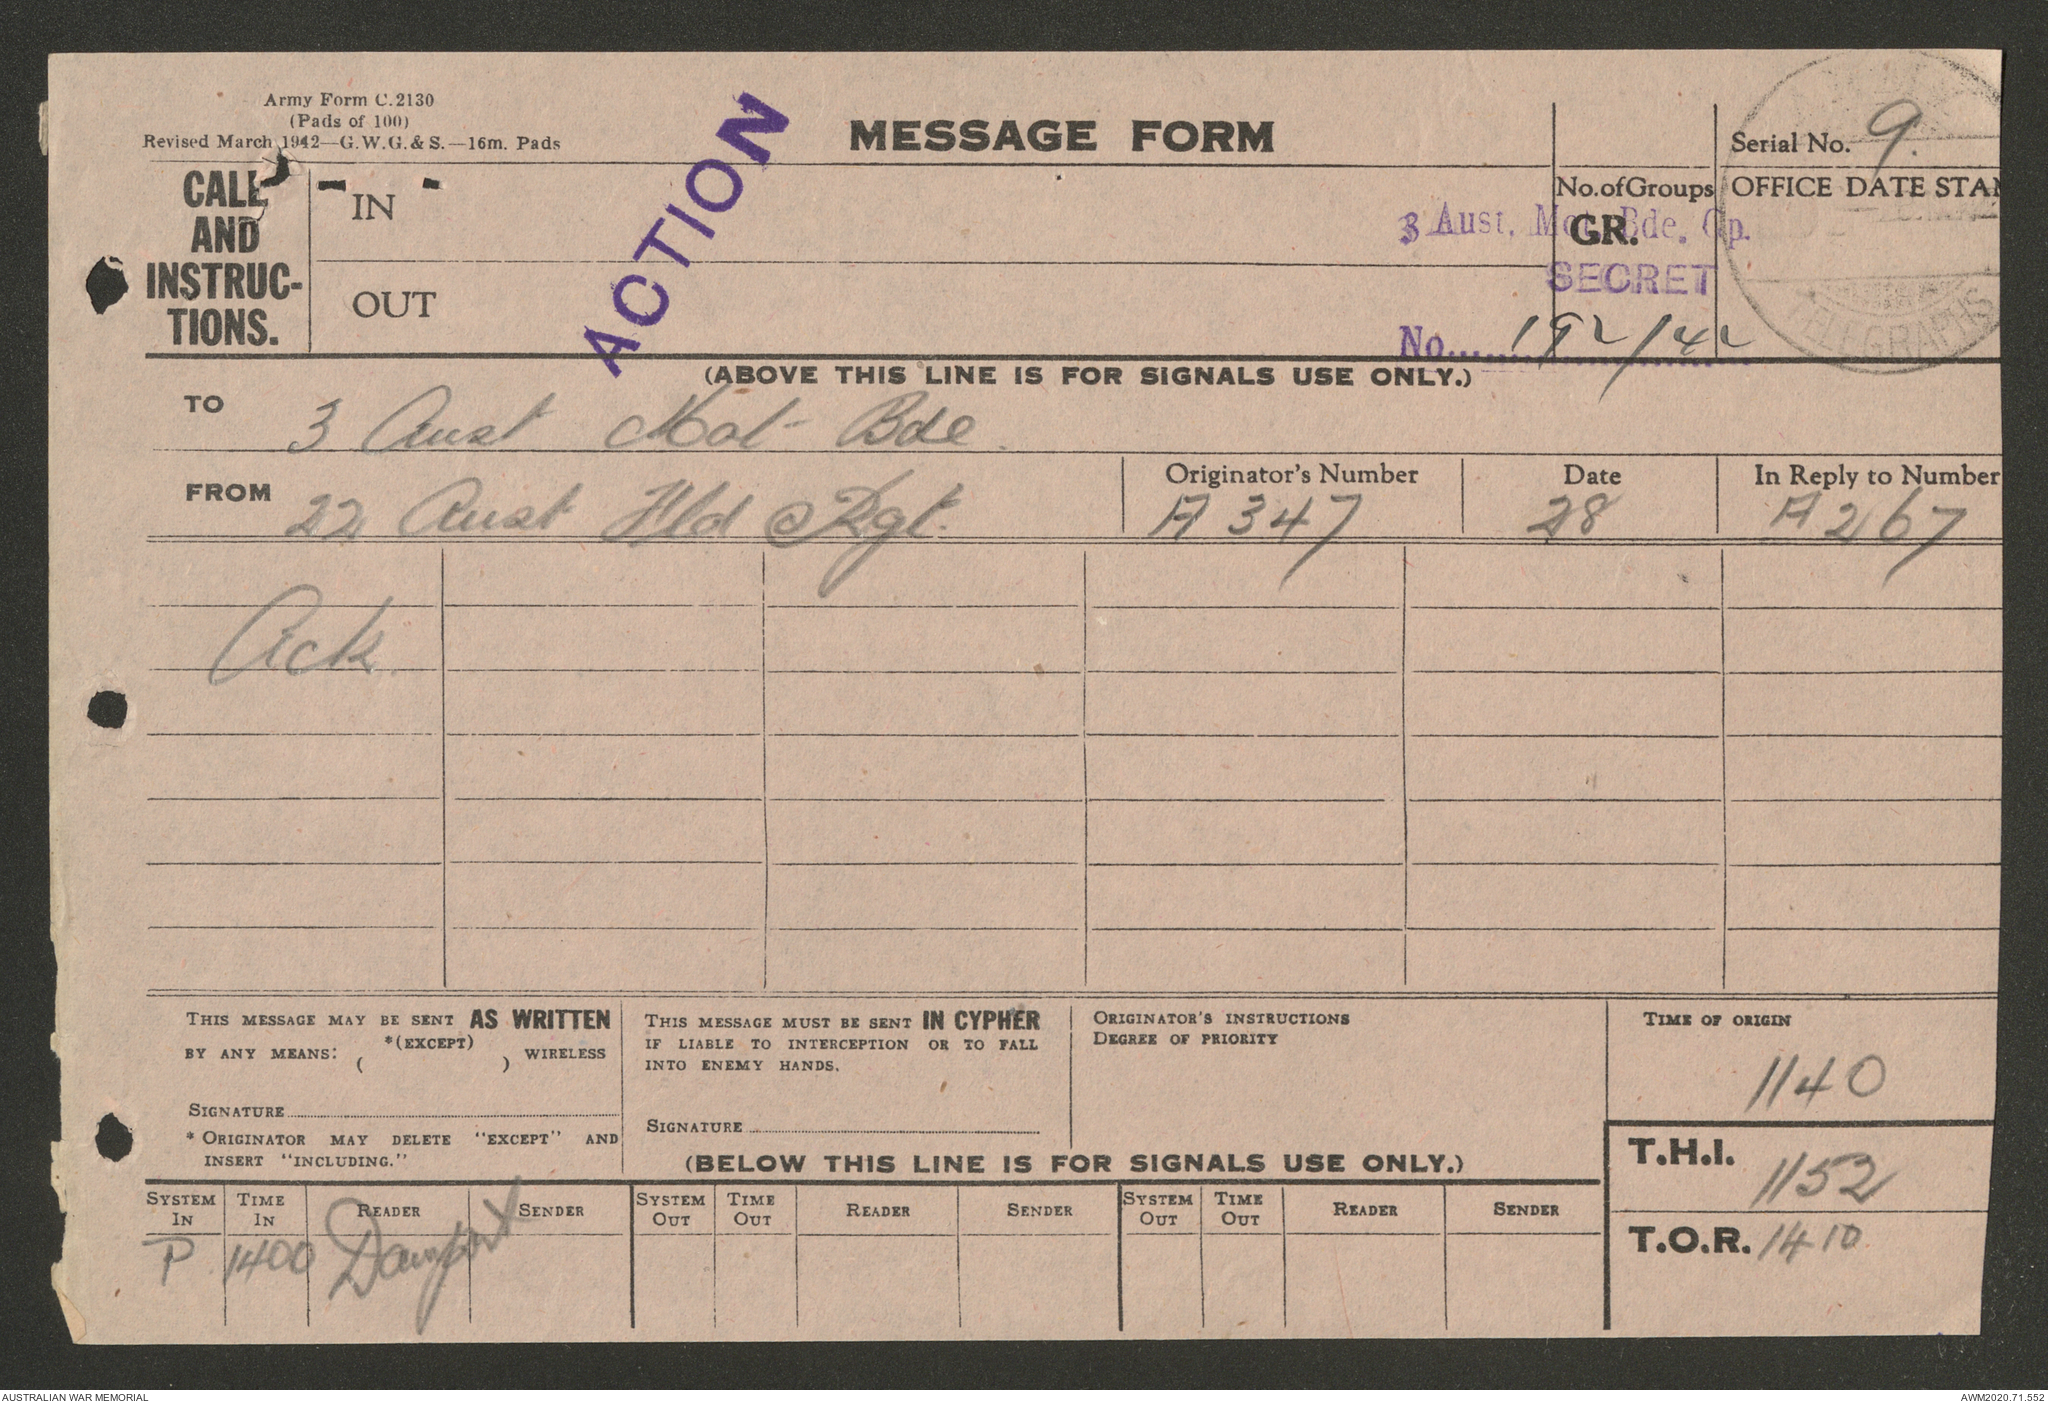 Army Form C.2130
(Pads of 100)
Revised March 1942—G.W.G.& S.—16m. Pads
MESSAGE FORM
Serial No. 9.
CALL
AND
INSTRUC-
TIONS.
IN
OUT
ACTION
No.ofGroups
GR.
OFFICE DATE STAM
3 Aust. Mot. Bde. Gp.
SECRET
No. 192/42
TELEGRAPHS
(ABOVE THIS LINE IS FOR SIGNALS USE ONLY.)
TO 3 Aust Mot Bde
FROM 22 Aust Fld Rgt.
Originator's Number A 347
Date 28
In Reply to Number A 267
Ack
THIS MESSAGE MAY BE SENT AS WRITTEN
BY ANY MEANS: *(EXCEPT) ( ) WIRELESS
SIGNATURE
* ORIGINATOR MAY DELETE "EXCEPT" AND
INSERT "INCLUDING."
THIS MESSAGE MUST BE SENT IN CYPHER
IF LIABLE TO INTERCEPTION OR TO FALL
INTO ENEMY HANDS.
SIGNATURE
ORIGINATOR'S INSTRUCTIONS
DEGREE OF PRIORITY
TIME OF ORIGIN
1140
T.H.I. 1152
T.O.R. 1410
(BELOW THIS LINE IS FOR SIGNALS USE ONLY.)
SYSTEM IN TIME IN READER SENDER SYSTEM OUT TIME OUT READER SENDER SYSTEM OUT TIME OUT READER SENDER
P 1400
AUSTRALIAN WAR MEMORIAL
AWM2020.71.552